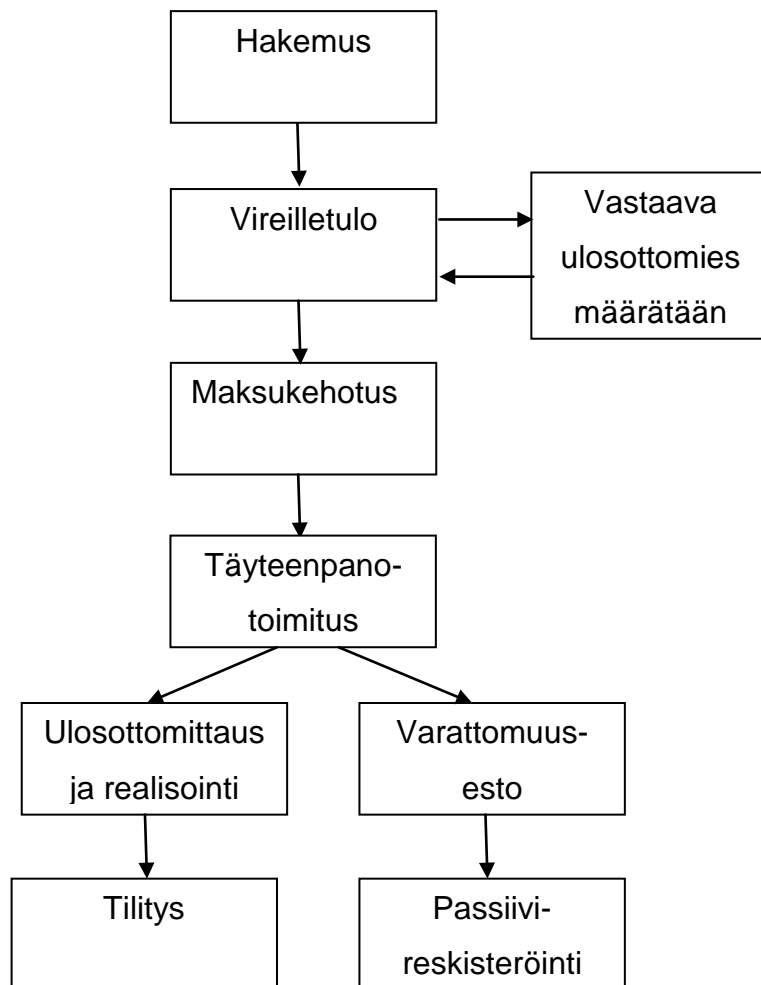 Hakemus
Vireilletulo
Vastaava
ulosottomies
määrätään
Maksukehotus
Täyteenpano-
toimitus
Ulosottomittaus
ja realisointi
Varattomuus-
esto
Tilitys
Passiivi-
reskisteröinti